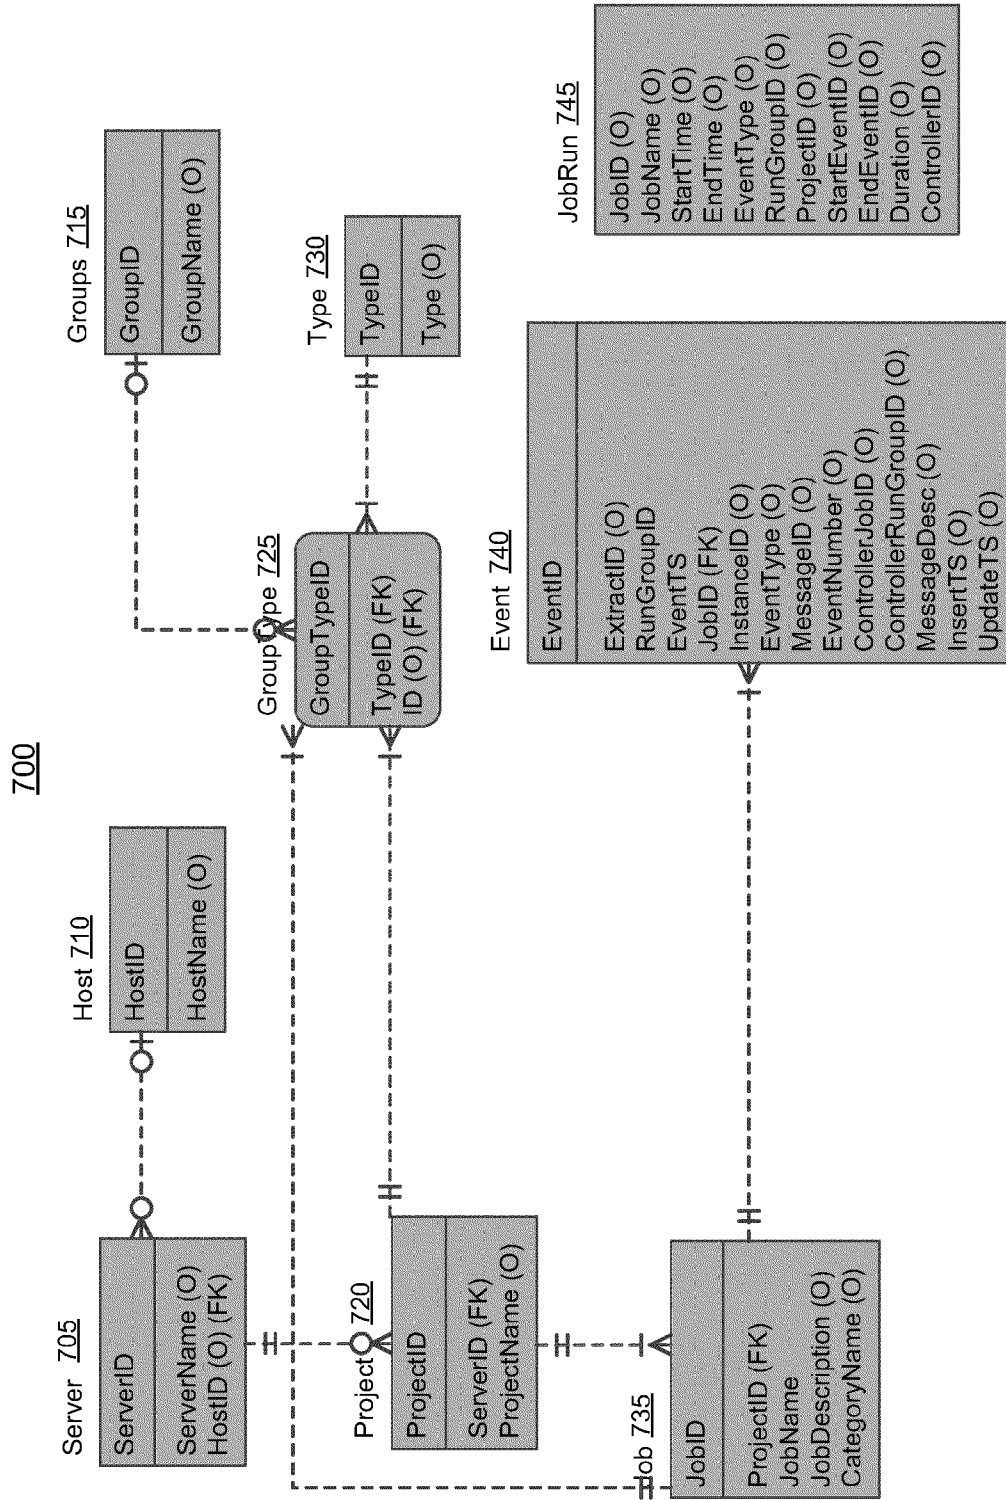 700
Server 705
ServerID
ServerName (O)
HostID (O) (FK)
Host 710
HostID
HostName (O)
Groups 715
GroupID
GroupName (O)
Project 720
ProjectID
ServerID (FK)
ProjectName (O)
GroupType 725
GroupTypeID
TypeID (FK)
ID (O) (FK)
Type 730
TypeID
Type (O)
Job 735
JobID
ProjectID (FK)
JobName
JobDescription (O)
CategoryName (O)
Event 740
EventID
ExtractID (O)
RunGroupID
EventTS
JobID (FK)
InstanceID (O)
EventType (O)
MessageID (O)
EventNumber (O)
ControllerJobID (O)
ControllerRunGroupID (O)
MessageDesc (O)
InsertTS (O)
UpdateTS (O)
JobRun 745
JobID (O)
JobName (O)
StartTime (O)
EndTime (O)
EventType (O)
RunGroupID (O)
ProjectID (O)
StartEventID (O)
EndEventID (O)
Duration (O)
ControllerID (O)